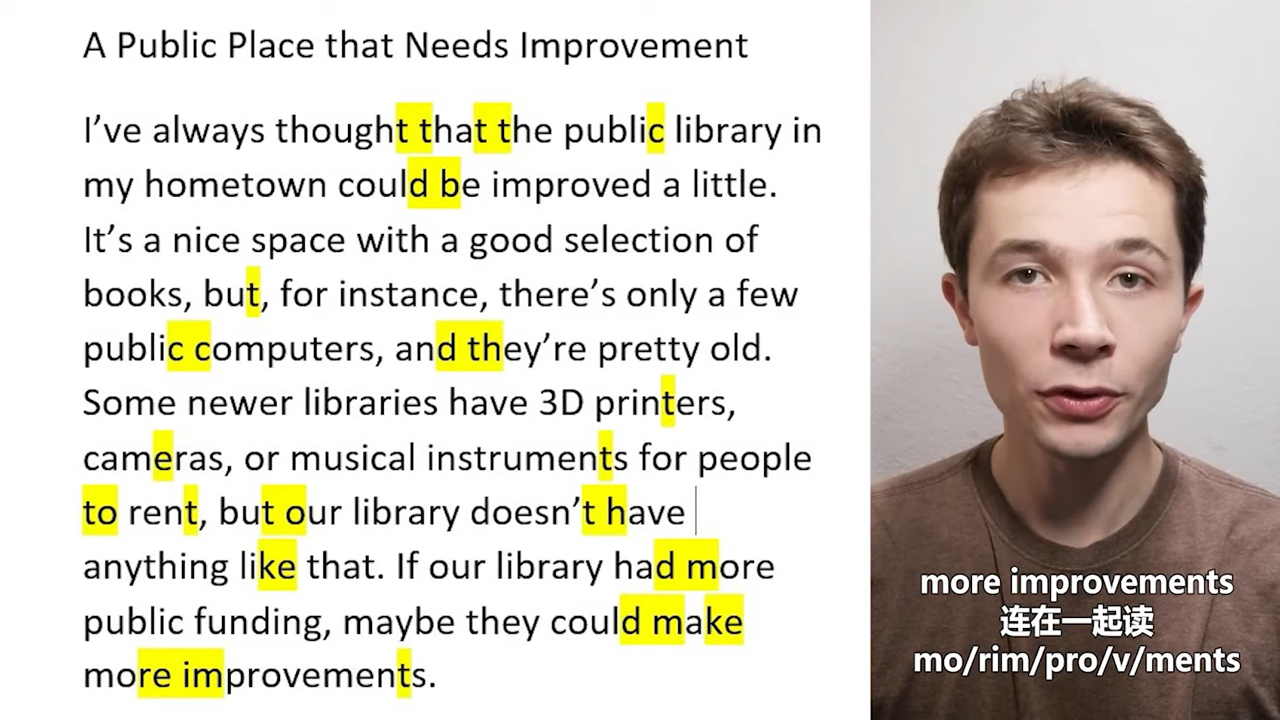 A Public Place that Needs Improvement
I’ve always thought that the public library in
my hometown could be improved a little.
It’s a nice space with a good selection of
books, but, for instance, there’s only a few
public computers, and they’re pretty old.
Some newer libraries have 3D printers,
cameras, or musical instruments for people
to rent, but our library doesn’t have
anything like that. If our library had more
public funding, maybe they could make
more improvements.
more improvements
连在一起读
mo/rim/pro/v/ments